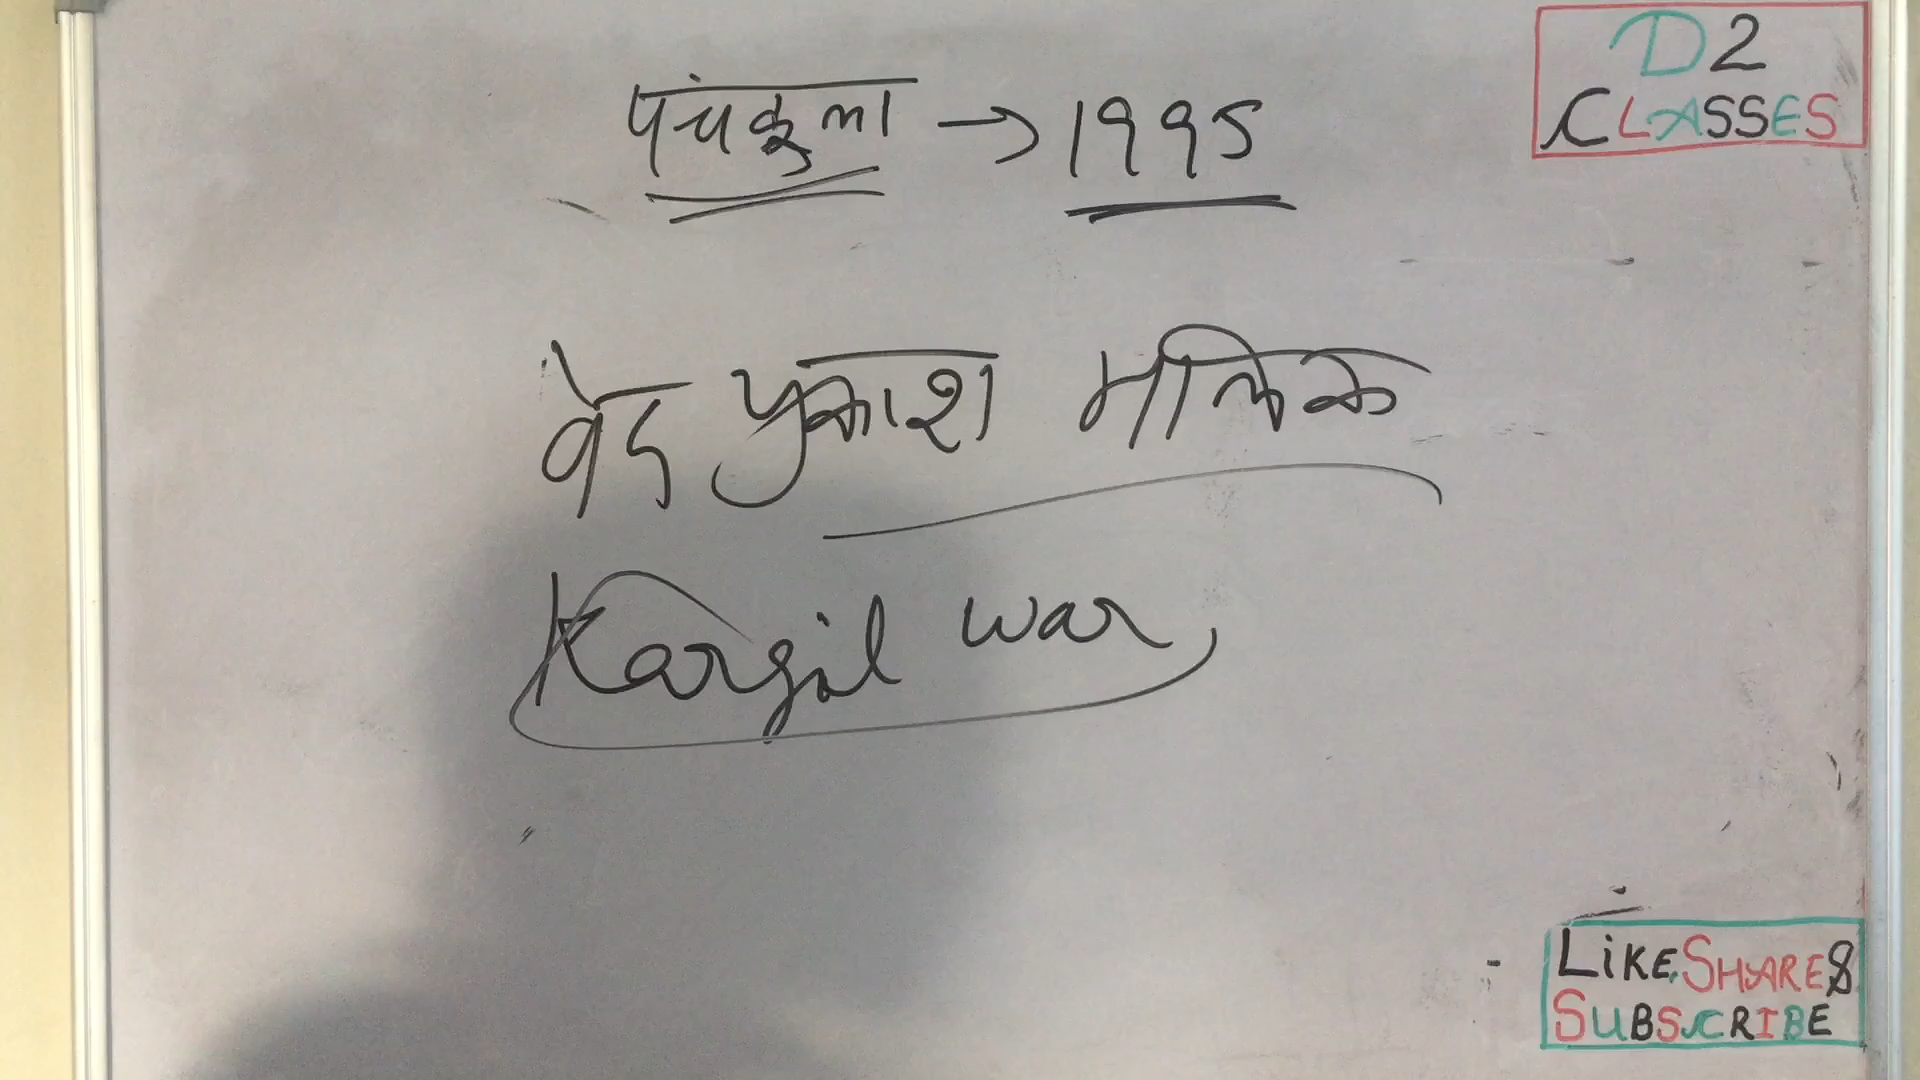 D2
CLASSES
पंचकुला → 1995
वेद प्रकाश मलिक
Kargil war
LIKE, SHARE &
SUBSCRIBE